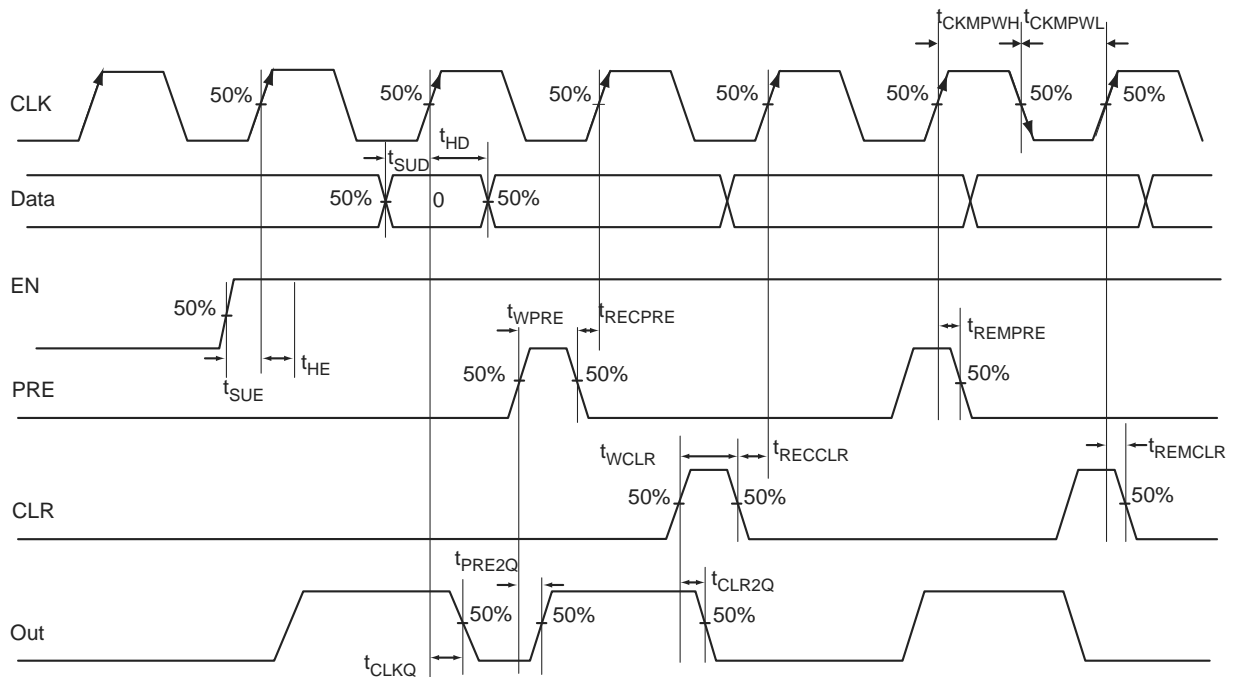 tCKMPWH tCKMPWL
CLK
50% 50% 50% 50% 50% 50% 50%
tSUD
tHD
Data
50% 0 50%
EN
50%
tSUE
tHE
tWPRE
tRECPRE
tREMPRE
PRE
50% 50% 50%
tWCLR
tRECCLR
tREMCLR
CLR
50% 50% 50%
tPRE2Q
tCLR2Q
Out
50% 50% 50%
tCLKQ